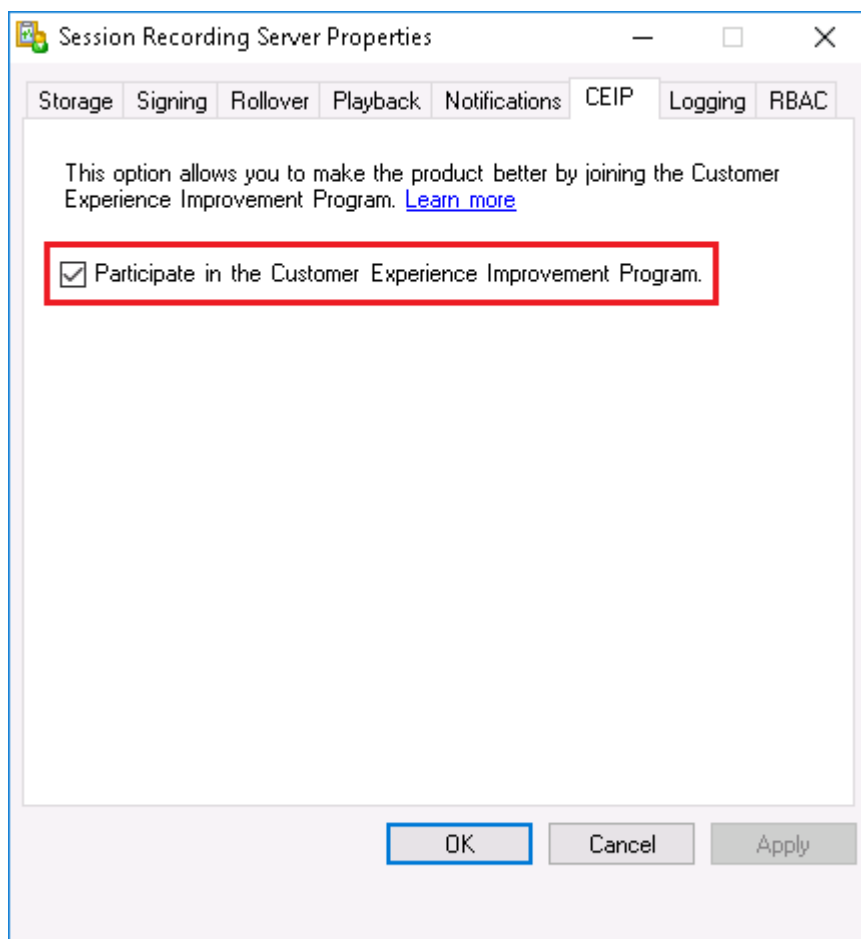 Session Recording Server Properties
Storage Signing Rollover Playback Notifications CEIP Logging RBAC
This option allows you to make the product better by joining the Customer
Experience Improvement Program. Learn more
Participate in the Customer Experience Improvement Program.
OK Cancel Apply